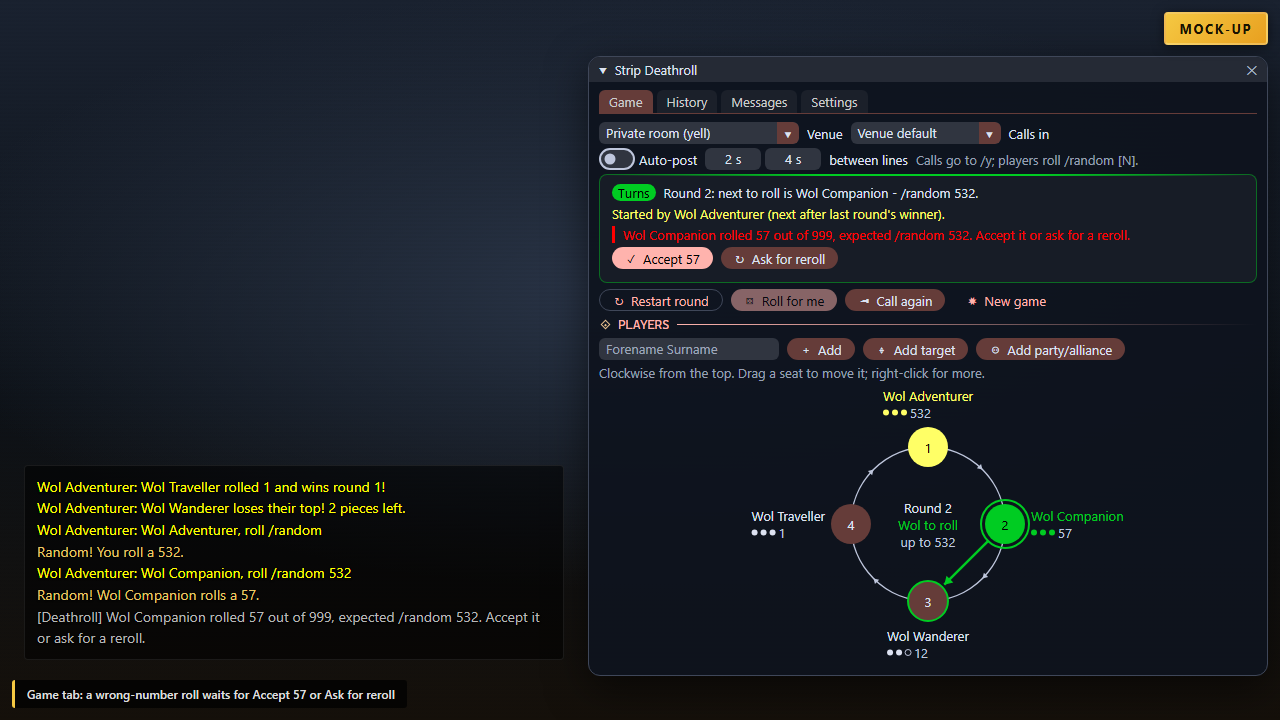 MOCK-UP
Strip Deathroll
Game History Messages Settings
Private room (yell) Venue Venue default Calls in
Auto-post 2 s 4 s between lines Calls go to /y; players roll /random [N].
Turns Round 2: next to roll is Wol Companion - /random 532.
Started by Wol Adventurer (next after last round's winner).
Wol Companion rolled 57 out of 999, expected /random 532. Accept it or ask for a reroll.
✓ Accept 57 ↻ Ask for reroll
↻ Restart round Roll for me Call again New game
PLAYERS
Forename Surname + Add Add target Add party/alliance
Clockwise from the top. Drag a seat to move it; right-click for more.
Wol Adventurer
532
1
Wol Traveller
1
4
Round 2
Wol to roll
up to 532
2
Wol Companion
57
3
Wol Wanderer
12
Wol Adventurer: Wol Traveller rolled 1 and wins round 1!
Wol Adventurer: Wol Wanderer loses their top! 2 pieces left.
Wol Adventurer: Wol Adventurer, roll /random
Random! You roll a 532.
Wol Adventurer: Wol Companion, roll /random 532
Random! Wol Companion rolls a 57.
[Deathroll] Wol Companion rolled 57 out of 999, expected /random 532. Accept it
or ask for a reroll.
Game tab: a wrong-number roll waits for Accept 57 or Ask for reroll